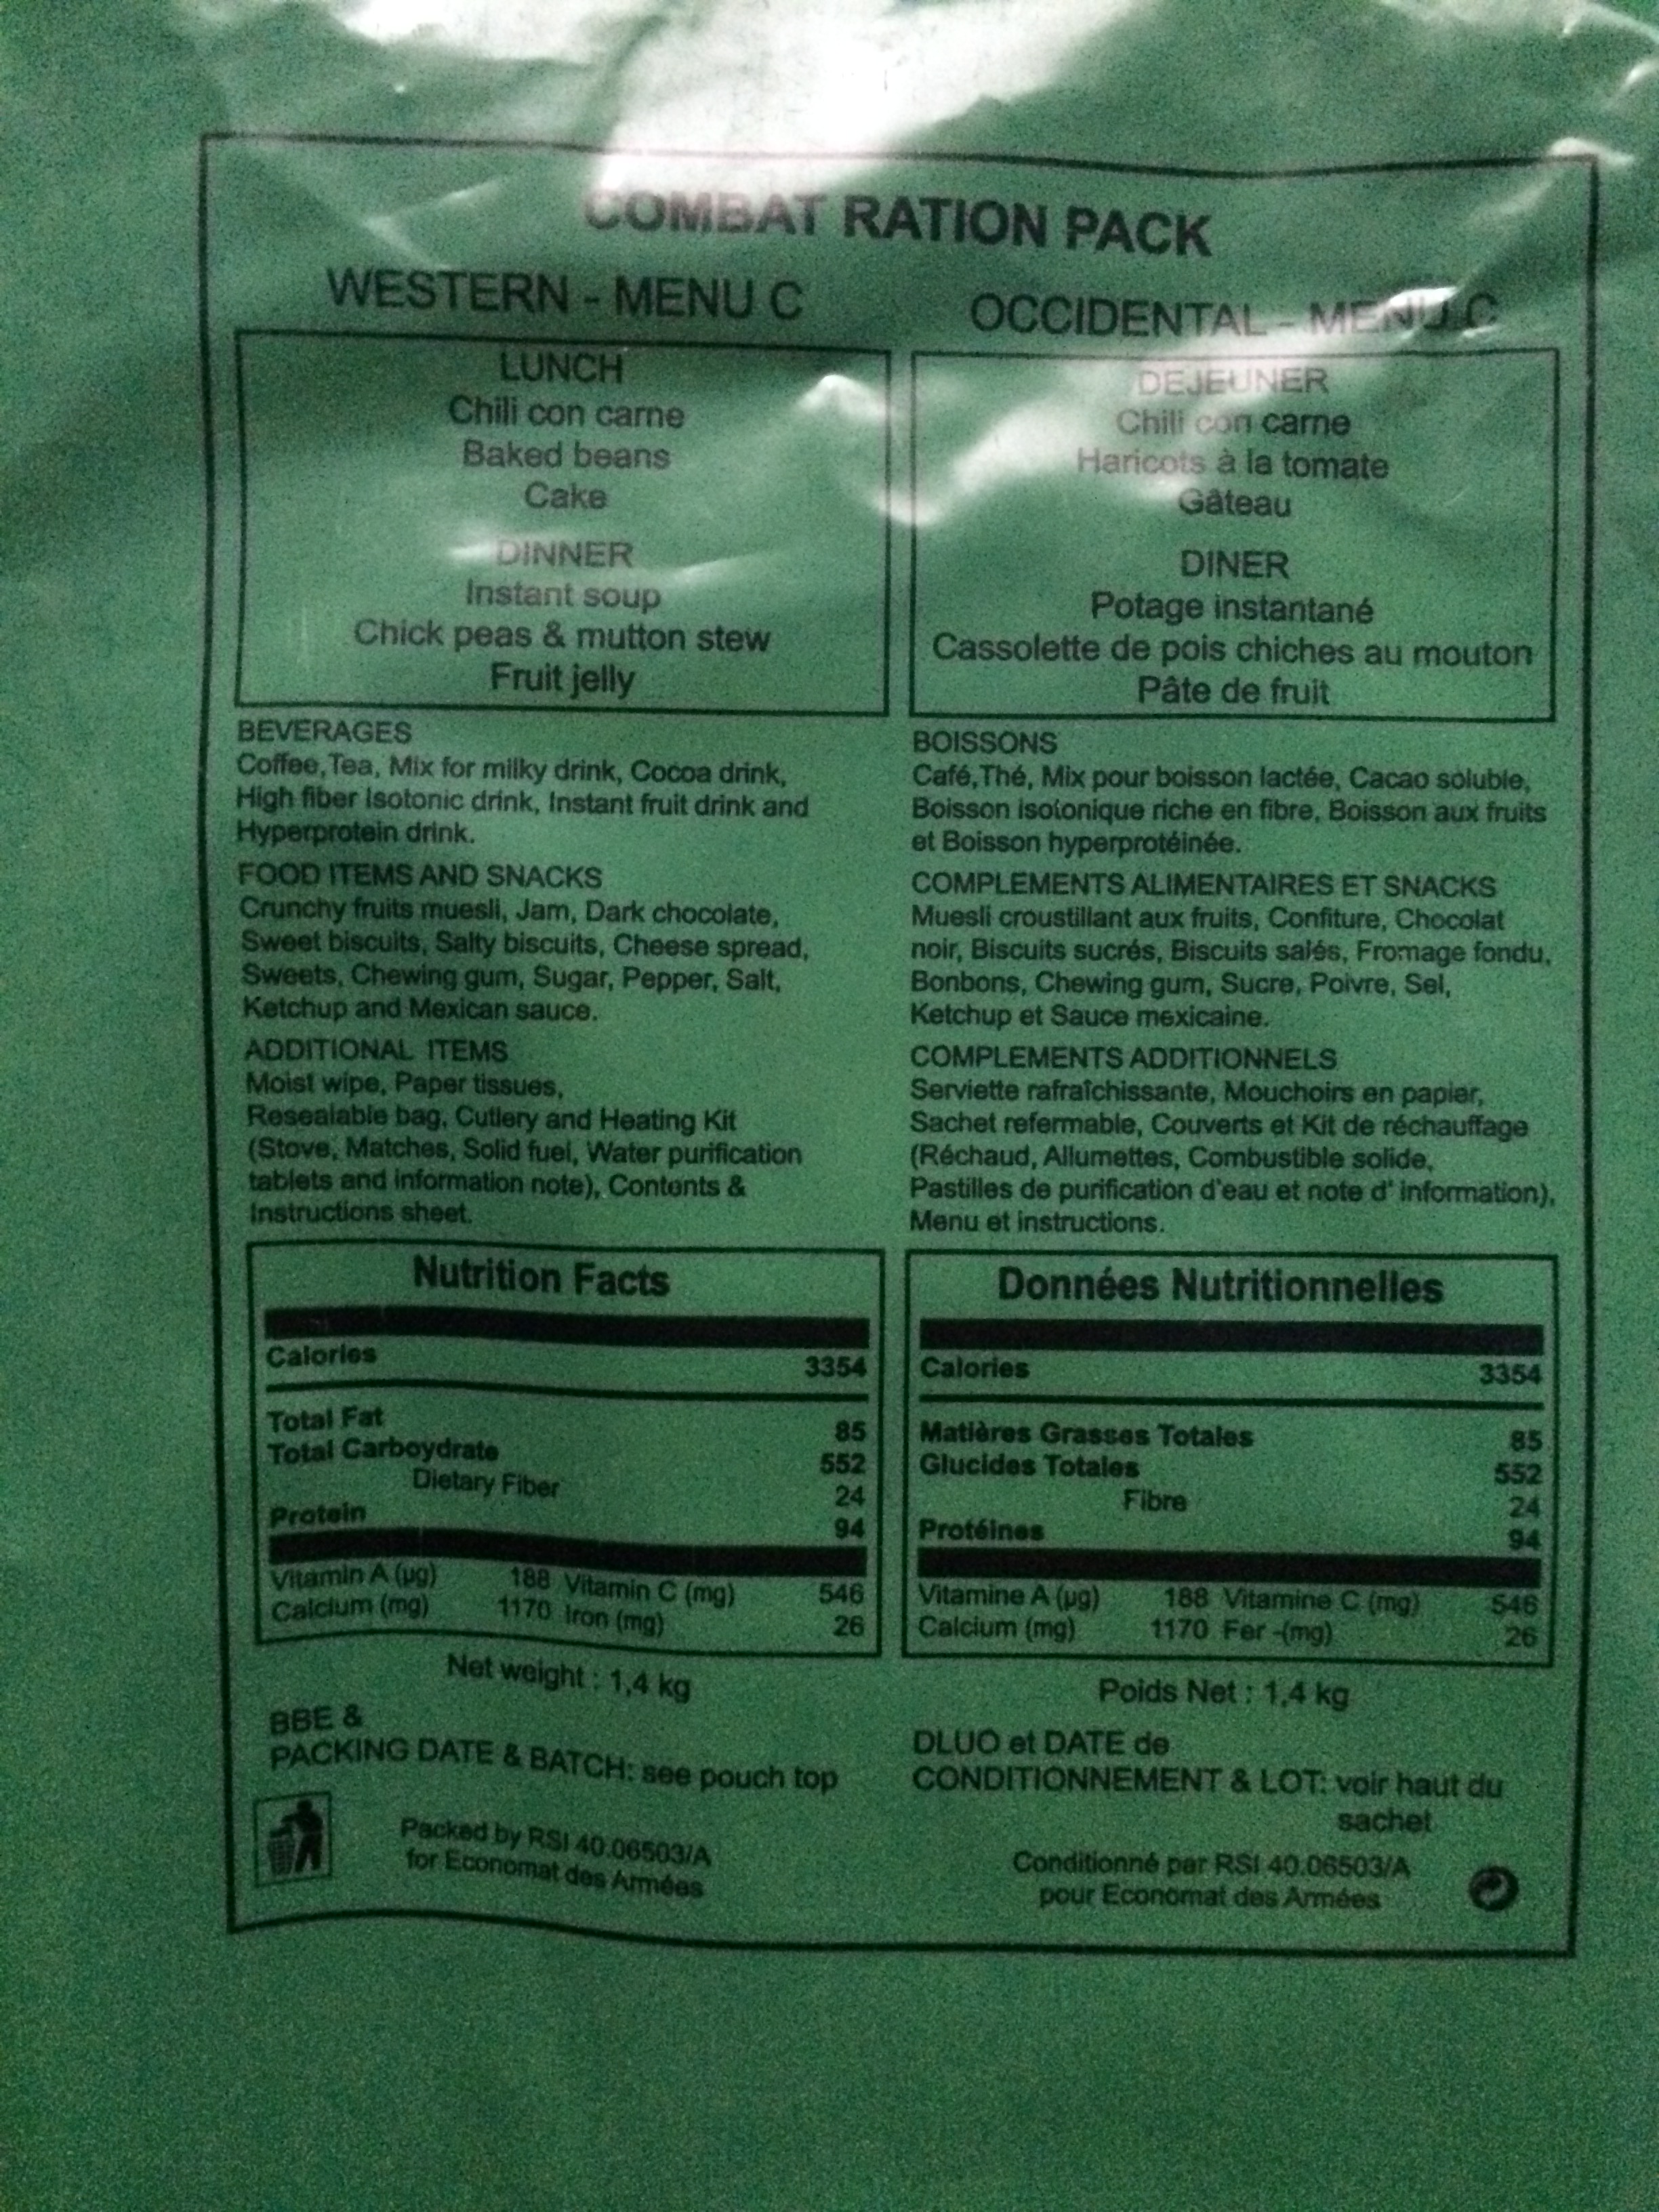 COMBAT RATION PACK
WESTERN - MENU C
LUNCH
Chili con carne
Baked beans
Cake
DINNER
Instant soup
Chick peas & mutton stew
Fruit jelly
BEVERAGES
Coffee,Tea, Mix for milky drink, Cocoa drink,
High fiber Isotonic drink, Instant fruit drink and
Hyperprotein drink.
FOOD ITEMS AND SNACKS
Crunchy fruits muesli, Jam, Dark chocolate,
Sweet biscuits, Salty biscuits, Cheese spread,
Sweets, Chewing gum, Sugar, Pepper, Salt,
Ketchup and Mexican sauce.
ADDITIONAL ITEMS
Moist wipe, Paper tissues,
Resealable bag, Cutlery and Heating Kit
(Stove, Matches, Solid fuel, Water purification
tablets and information note), Contents &
Instructions sheet.
Nutrition Facts
Calories 3354
Total Fat 85
Total Carboydrate 552
Dietary Fiber 24
Protein 94
Vitamin A (µg) 188 Vitamin C (mg) 546
Calcium (mg) 1170 Iron (mg) 26
Net weight : 1,4 kg
BBE &
PACKING DATE & BATCH: see pouch top
Packed by RSI 40.06503/A
for Economat des Armées
OCCIDENTAL - MENU C
DEJEUNER
Chili con carne
Haricots à la tomate
Gâteau
DINER
Potage instantané
Cassolette de pois chiches au mouton
Pâte de fruit
BOISSONS
Café,Thé, Mix pour boisson lactée, Cacao soluble,
Boisson isotonique riche en fibre, Boisson aux fruits
et Boisson hyperprotéinée.
COMPLEMENTS ALIMENTAIRES ET SNACKS
Muesli croustillant aux fruits, Confiture, Chocolat
noir, Biscuits sucrés, Biscuits salés, Fromage fondu,
Bonbons, Chewing gum, Sucre, Poivre, Sel,
Ketchup et Sauce mexicaine.
COMPLEMENTS ADDITIONNELS
Serviette rafraîchissante, Mouchoirs en papier,
Sachet refermable, Couverts et Kit de réchauffage
(Réchaud, Allumettes, Combustible solide,
Pastilles de purification d'eau et note d' information),
Menu et instructions.
Données Nutritionnelles
Calories 3354
Matières Grasses Totales 85
Glucides Totales 552
Fibre 24
Protéines 94
Vitamine A (µg) 188 Vitamine C (mg) 546
Calcium (mg) 1170 Fer -(mg) 26
Poids Net : 1,4 kg
DLUO et DATE de
CONDITIONNEMENT & LOT: voir haut du
sachet
Conditionné par RSI 40.06503/A
pour Economat des Armées